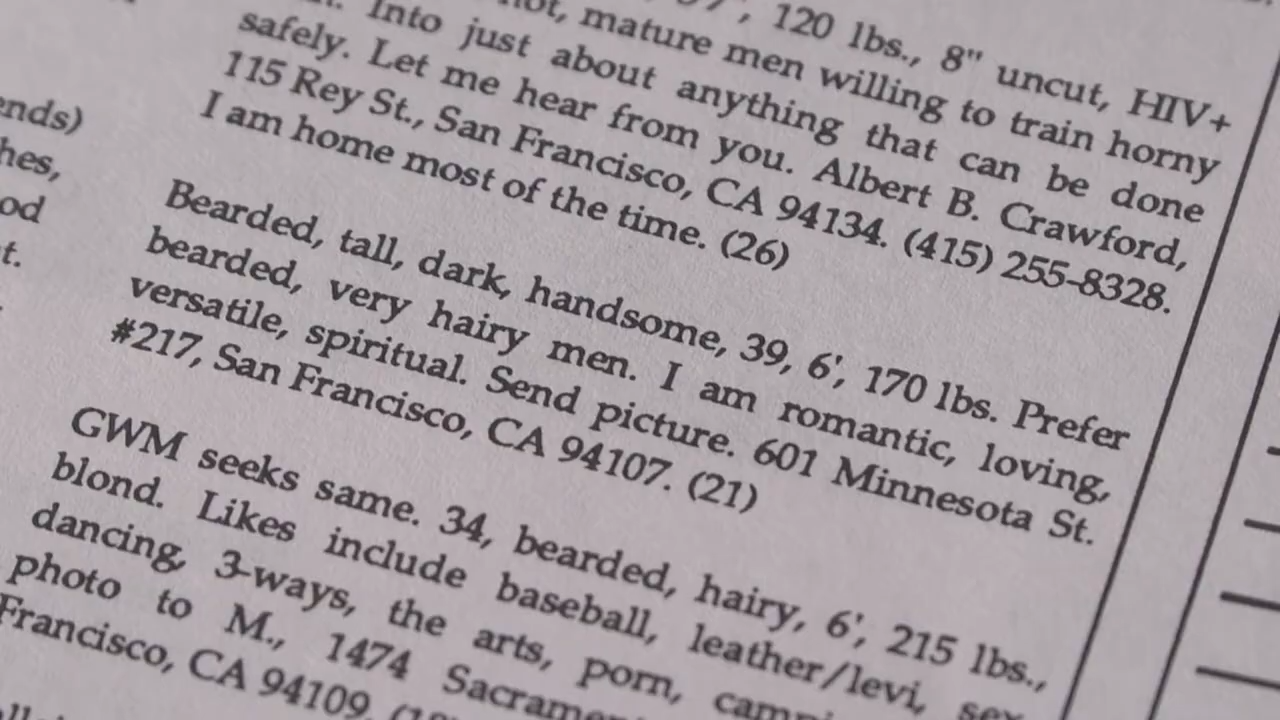 120 lbs., 8" uncut, HIV+
mature men willing to train horny
Into just about anything that can be done
safely. Let me hear from you. Albert B. Crawford,
115 Rey St., San Francisco, CA 94134. (415) 255-8328.
I am home most of the time. (26)
Bearded, tall, dark, handsome, 39, 6', 170 lbs. Prefer
bearded, very hairy men. I am romantic, loving,
versatile, spiritual. Send picture. 601 Minnesota St.
#217, San Francisco, CA 94107. (21)
GWM seeks same. 34, bearded, hairy, 6', 215 lbs.,
blond. Likes include baseball, leather/levi, sex
dancing, 3-ways, the arts, porn,
photo to M., 1474
Francisco, CA 94109.